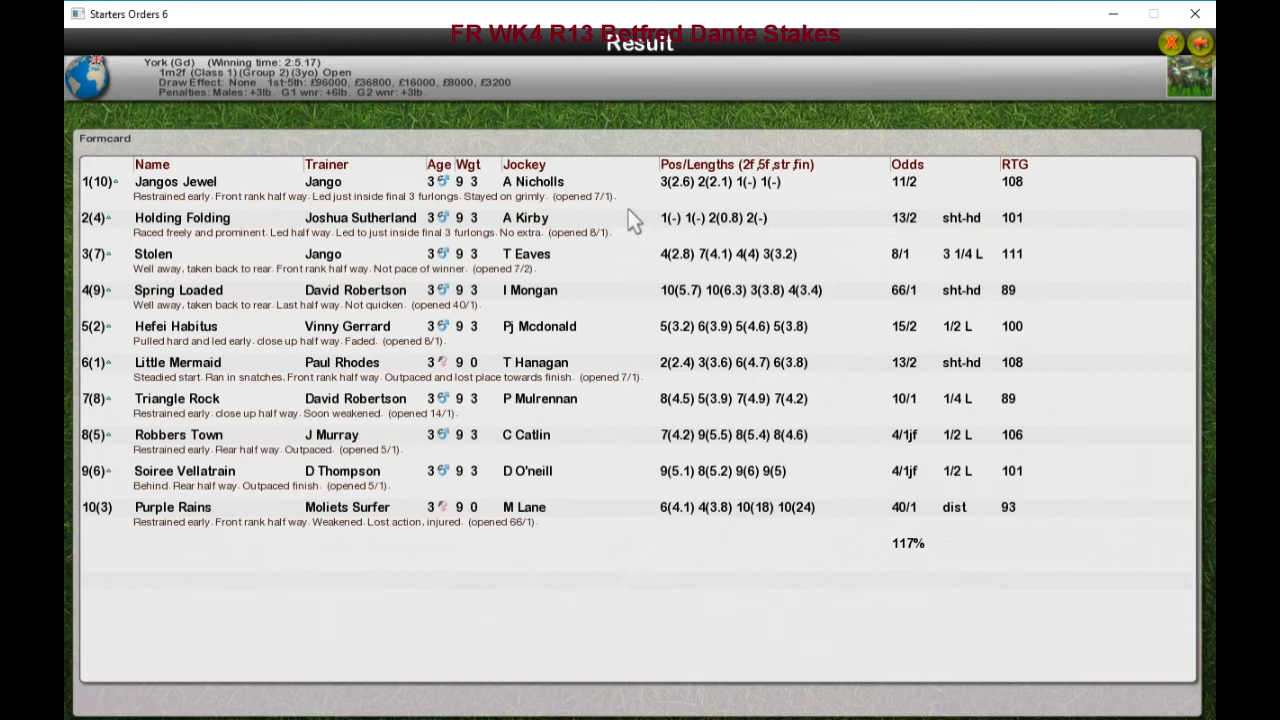 Starters Orders 6
FR WK4 R13 Betfred Dante Stakes
Result
York (Gd) (Winning time: 2:5.17)
1m2f (Class 1)(Group 2)(3yo) Open
Draw Effect: None 1st-5th: £96000, £36800, £16000, £8000, £3200
Penalties: Males: +3lb. G1 wnr: +6lb. G2 wnr: +3lb.
Formcard
Name Trainer Age Wgt Jockey Pos/Lengths (2f,5f,str,fin) Odds RTG
1(10) Jangos Jewel Jango 3 9 3 A Nicholls 3(2.6) 2(2.1) 1(-) 1(-) 11/2 108
Restrained early. Front rank half way. Led just inside final 3 furlongs. Stayed on grimly. (opened 7/1).
2(4) Holding Folding Joshua Sutherland 3 9 3 A Kirby 1(-) 1(-) 2(0.8) 2(-) 13/2 sht-hd 101
Raced freely and prominent. Led half way. Led to just inside final 3 furlongs. No extra. (opened 8/1).
3(7) Stolen Jango 3 9 3 T Eaves 4(2.8) 7(4.1) 4(4) 3(3.2) 8/1 3 1/4 L 111
Well away, taken back to rear. Front rank half way. Not pace of winner. (opened 7/2).
4(9) Spring Loaded David Robertson 3 9 3 I Mongan 10(5.7) 10(6.3) 3(3.8) 4(3.4) 66/1 sht-hd 89
Well away, taken back to rear. Last half way. Not quicken. (opened 40/1).
5(2) Hefei Habitus Vinny Gerrard 3 9 3 Pj Mcdonald 5(3.2) 6(3.9) 5(4.6) 5(3.8) 15/2 1/2 L 100
Pulled hard and led early. close up half way. Faded. (opened 8/1).
6(1) Little Mermaid Paul Rhodes 3 9 0 T Hanagan 2(2.4) 3(3.6) 6(4.7) 6(3.8) 13/2 sht-hd 108
Steadied start. Ran in snatches, Front rank half way. Outpaced and lost place towards finish. (opened 7/1).
7(8) Triangle Rock David Robertson 3 9 3 P Mulrennan 8(4.5) 5(3.9) 7(4.9) 7(4.2) 10/1 1/4 L 89
Restrained early. close up half way. Soon weakened. (opened 14/1).
8(5) Robbers Town J Murray 3 9 3 C Catlin 7(4.2) 9(5.5) 8(5.4) 8(4.6) 4/1jf 1/2 L 106
Restrained early. Rear half way. Outpaced. (opened 5/1).
9(6) Soiree Vellatrain D Thompson 3 9 3 D O'neill 9(5.1) 8(5.2) 9(6) 9(5) 4/1jf 1/2 L 101
Behind. Rear half way. Outpaced finish. (opened 5/1).
10(3) Purple Rains Moliets Surfer 3 9 0 M Lane 6(4.1) 4(3.8) 10(18) 10(24) 40/1 dist 93
Restrained early. Front rank half way. Weakened. Lost action, injured. (opened 66/1).
117%